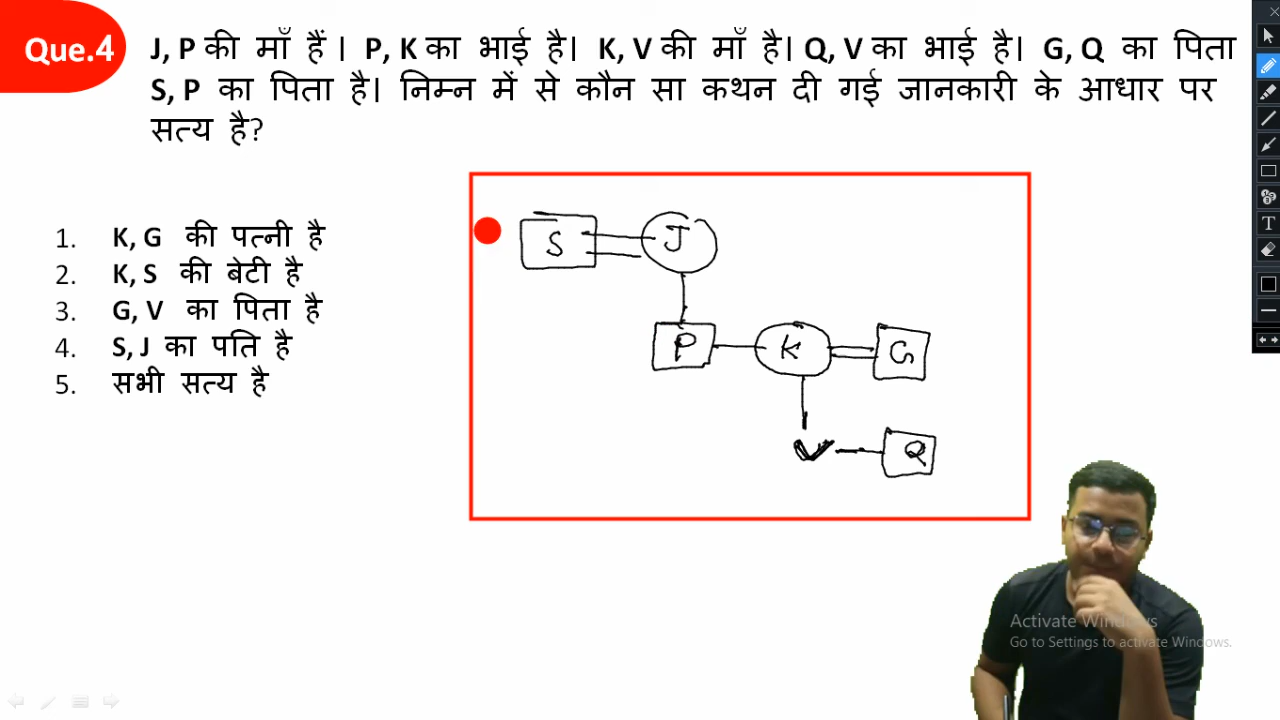 Que.4
J, P की माँ हैं। P, K का भाई है। K, V की माँ है। Q, V का भाई है। G, Q का पिता
S, P का पिता है। निम्न में से कौन सा कथन दी गई जानकारी के आधार पर
सत्य है?
1. K, G की पत्नी है
2. K, S की बेटी है
3. G, V का पिता है
4. S, J का पति है
5. सभी सत्य है
S J
P K G
V Q
Activate Windows
Go to Settings to activate Windows.